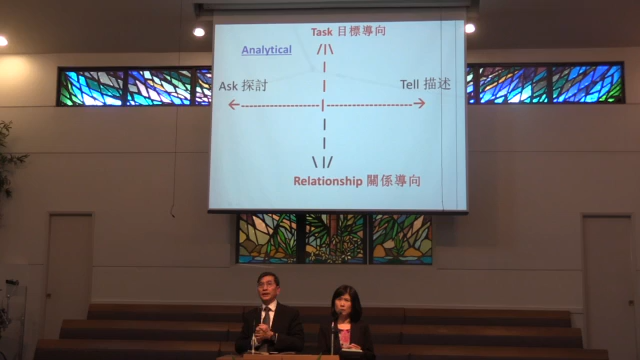 Task 目標導向
/|\
Analytical
|
|
Ask 探討
Tell 描述
<-------------------|-------------------->
|
|
\|/
Relationship 關係導向